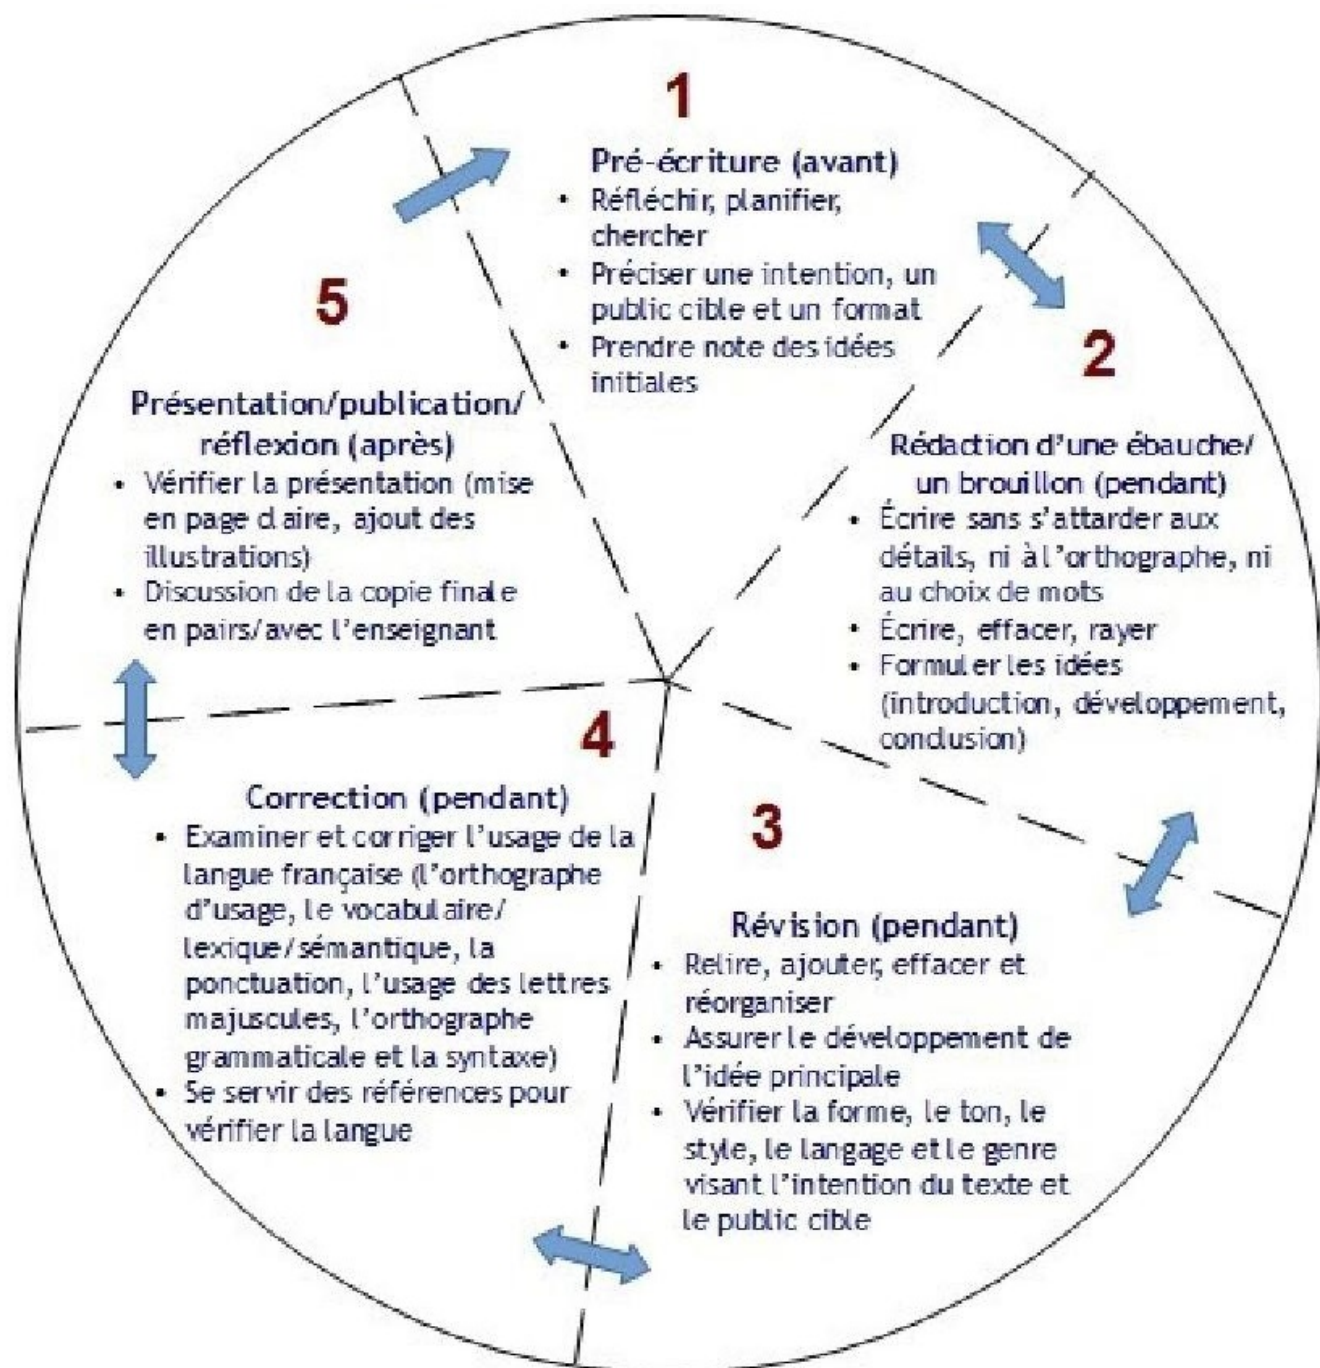 1
Pré-écriture (avant)
• Réfléchir, planifier,
chercher
• Préciser une intention, un
public cible et un format
• Prendre note des idées
initiales
2
Rédaction d'une ébauche/
un brouillon (pendant)
• Écrire sans s'attarder aux
détails, ni à l'orthographe, ni
au choix de mots
• Écrire, effacer, rayer
• Formuler les idées
(introduction, développement,
conclusion)
3
Révision (pendant)
• Relire, ajouter, effacer et
réorganiser
• Assurer le développement de
l'idée principale
• Vérifier la forme, le ton, le
style, le langage et le genre
visant l'intention du texte et
le public cible
4
Correction (pendant)
• Examiner et corriger l'usage de la
langue française (l'orthographe
d'usage, le vocabulaire/
lexique/sémantique, la
ponctuation, l'usage des lettres
majuscules, l'orthographe
grammaticale et la syntaxe)
• Se servir des références pour
vérifier la langue
5
Présentation/publication/
réflexion (après)
• Vérifier la présentation (mise
en page claire, ajout des
illustrations)
• Discussion de la copie finale
en pairs/avec l'enseignant